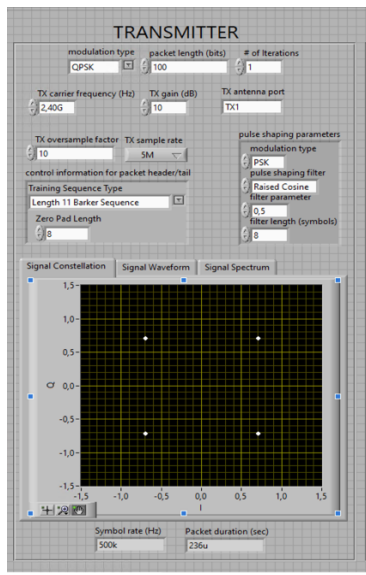 TRANSMITTER
modulation type packet length (bits) # of Iterations
QPSK 100 1
TX carrier frequency (Hz) TX gain (dB) TX antenna port
2,40G 10 TX1
TX oversample factor TX sample rate
10 5M
pulse shaping parameters
modulation type
PSK
pulse shaping filter
Raised Cosine
filter parameter
0,5
filter length (symbols)
8
control information for packet header/tail
Training Sequence Type
Length 11 Barker Sequence
Zero Pad Length
8
Signal Constellation Signal Waveform Signal Spectrum
1,5
1,0
0,5
Q 0,0
-0,5
-1,0
-1,5
-1,5 -1,0 -0,5 0,0 0,5 1,0 1,5
I
Symbol rate (Hz) Packet duration (sec)
500k 236u